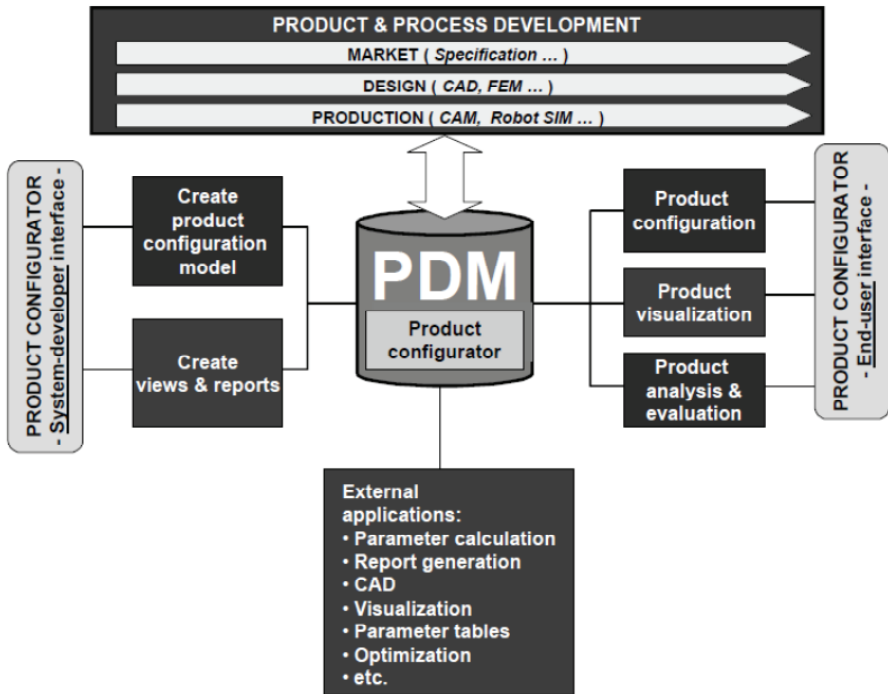 PRODUCT & PROCESS DEVELOPMENT
MARKET ( Specification … )
DESIGN ( CAD, FEM … )
PRODUCTION ( CAM, Robot SIM … )
PRODUCT CONFIGURATOR
- System-developer interface -
Create
product
configuration
model
Create
views & reports
PDM
Product
configurator
Product
configuration
Product
visualization
Product
analysis &
evaluation
PRODUCT CONFIGURATOR
- End-user interface -
External
applications:
• Parameter calculation
• Report generation
• CAD
• Visualization
• Parameter tables
• Optimization
• etc.